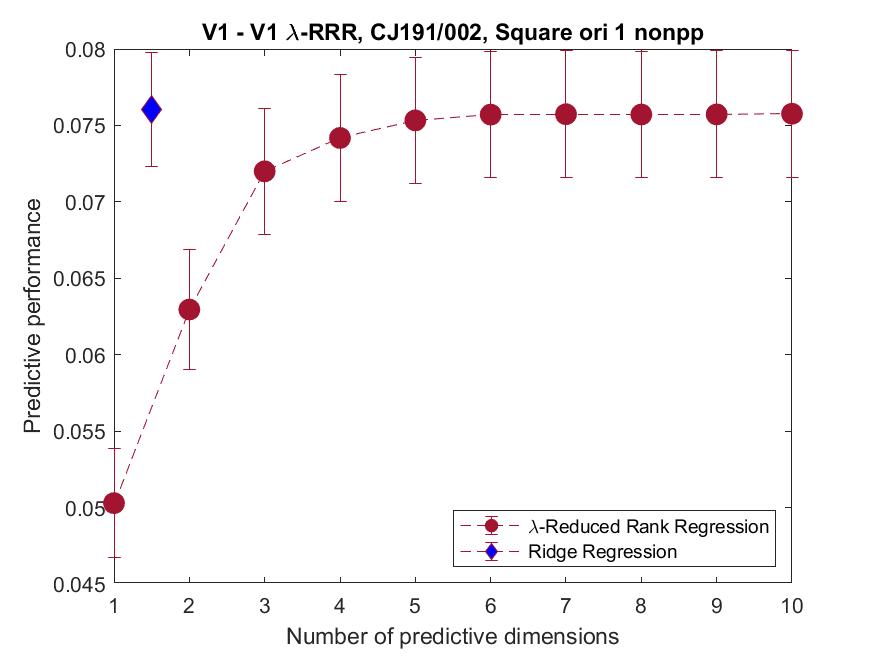 V1 - V1 λ-RRR, CJ191/002, Square ori 1 nonpp
Predictive performance
0.08
0.075
0.07
0.065
0.06
0.055
0.05
0.045
1 2 3 4 5 6 7 8 9 10
Number of predictive dimensions
λ-Reduced Rank Regression
Ridge Regression